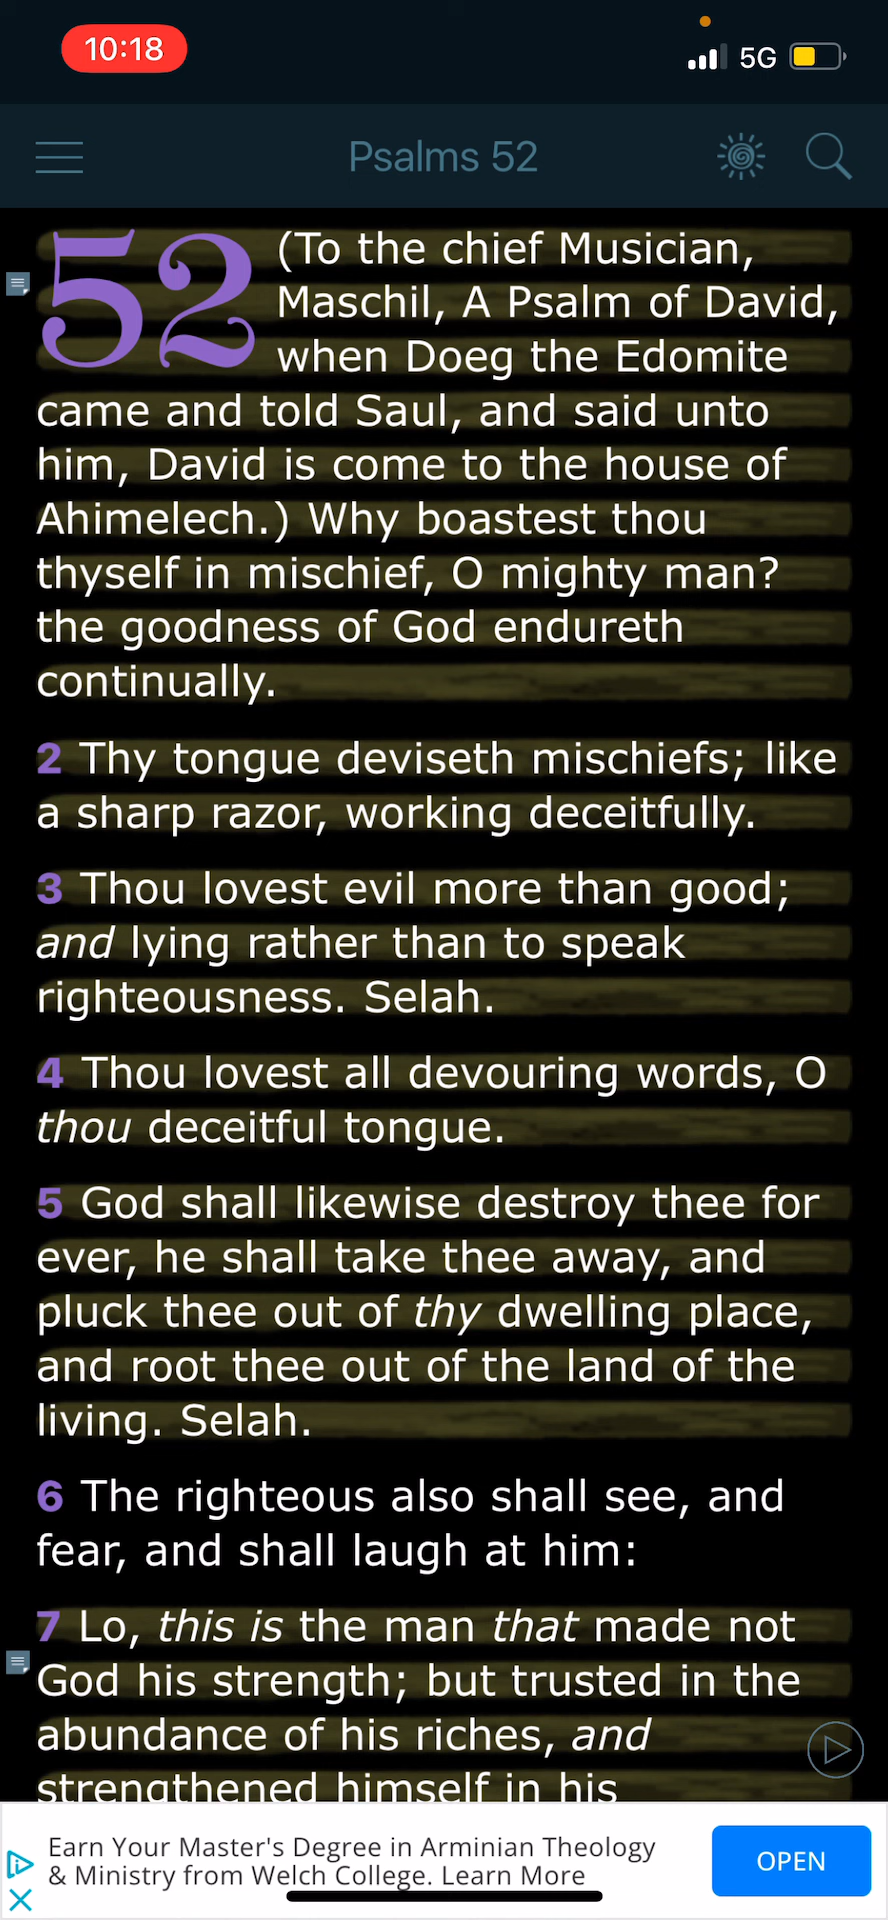 10:18
5G
Psalms 52
52 (To the chief Musician,
Maschil, A Psalm of David,
when Doeg the Edomite
came and told Saul, and said unto
him, David is come to the house of
Ahimelech.) Why boastest thou
thyself in mischief, O mighty man?
the goodness of God endureth
continually.
2 Thy tongue deviseth mischiefs; like
a sharp razor, working deceitfully.
3 Thou lovest evil more than good;
and lying rather than to speak
righteousness. Selah.
4 Thou lovest all devouring words, O
thou deceitful tongue.
5 God shall likewise destroy thee for
ever, he shall take thee away, and
pluck thee out of thy dwelling place,
and root thee out of the land of the
living. Selah.
6 The righteous also shall see, and
fear, and shall laugh at him:
7 Lo, this is the man that made not
God his strength; but trusted in the
abundance of his riches, and
strengthened himself in his
Earn Your Master's Degree in Arminian Theology
& Ministry from Welch College. Learn More
OPEN